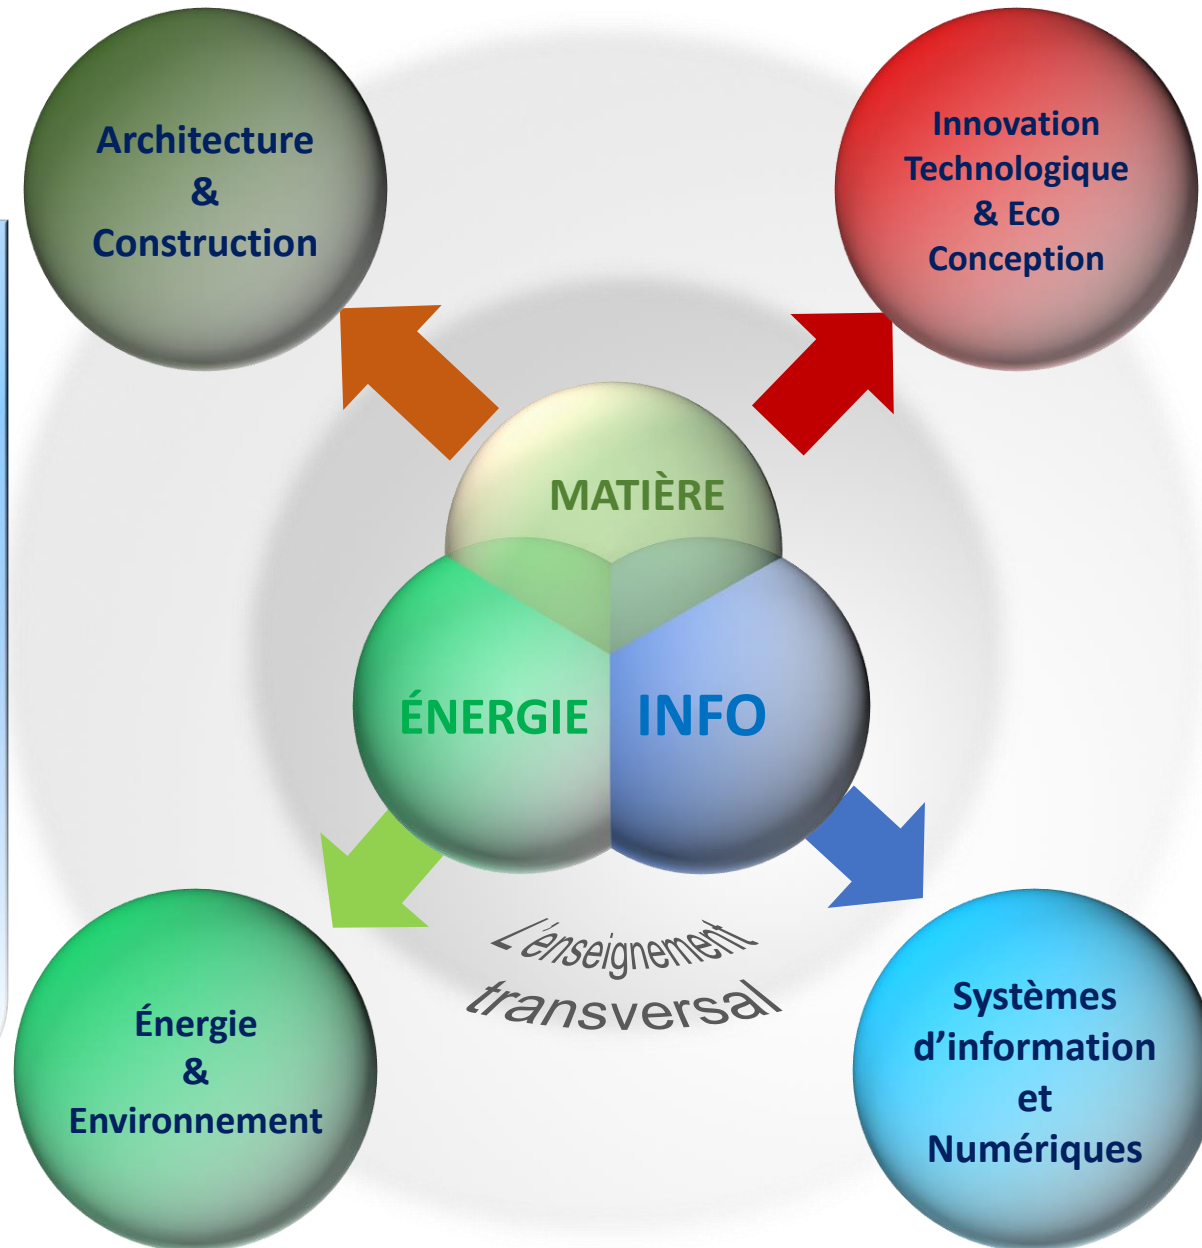 Architecture
&
Construction
Innovation
Technologique
& Eco
Conception
MATIÈRE
ÉNERGIE
INFO
L'enseignement
transversal
Énergie
&
Environnement
Systèmes
d’information
et
Numériques